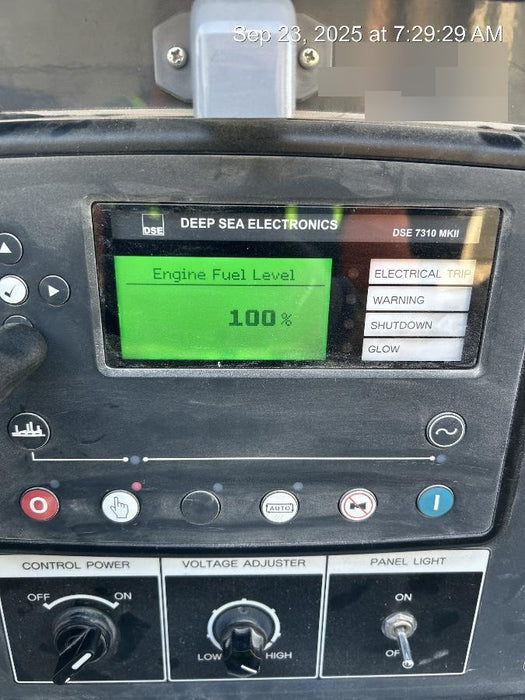 Sep 23, 2025 at 7:29:29 AM
DSE
DEEP SEA ELECTRONICS
DSE 7310 MKII
Engine Fuel Level
100%
ELECTRICAL TRIP
WARNING
SHUTDOWN
GLOW
O
AUTO
I
CONTROL POWER
OFF
ON
VOLTAGE ADJUSTER
LOW
HIGH
PANEL LIGHT
ON
OFF